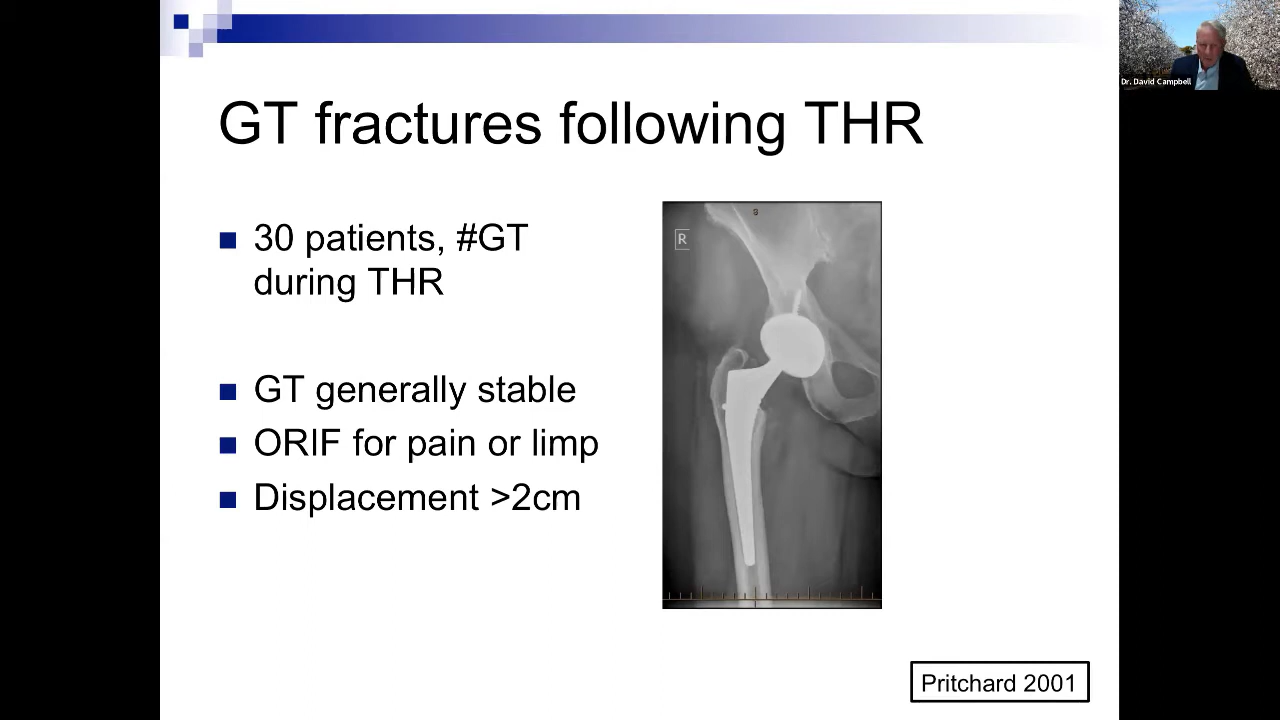 Dr. David Campbell
GT fractures following THR
30 patients, #GT
during THR
GT generally stable
ORIF for pain or limp
Displacement >2cm
R
Pritchard 2001